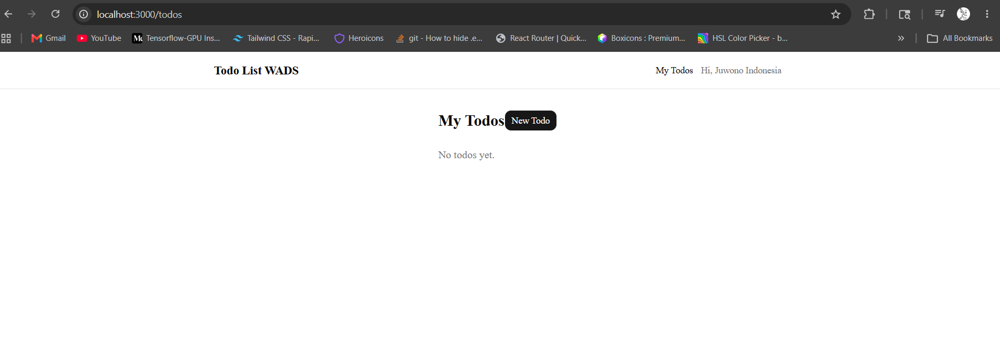 localhost:3000/todos
Gmail YouTube Tensorflow-GPU Ins... Tailwind CSS - Rapi... Heroicons git - How to hide .e... React Router | Quick... Boxicons : Premium... HSL Color Picker - b... » All Bookmarks
Todo List WADS My Todos Hi, Juwono Indonesia
My Todos New Todo
No todos yet.